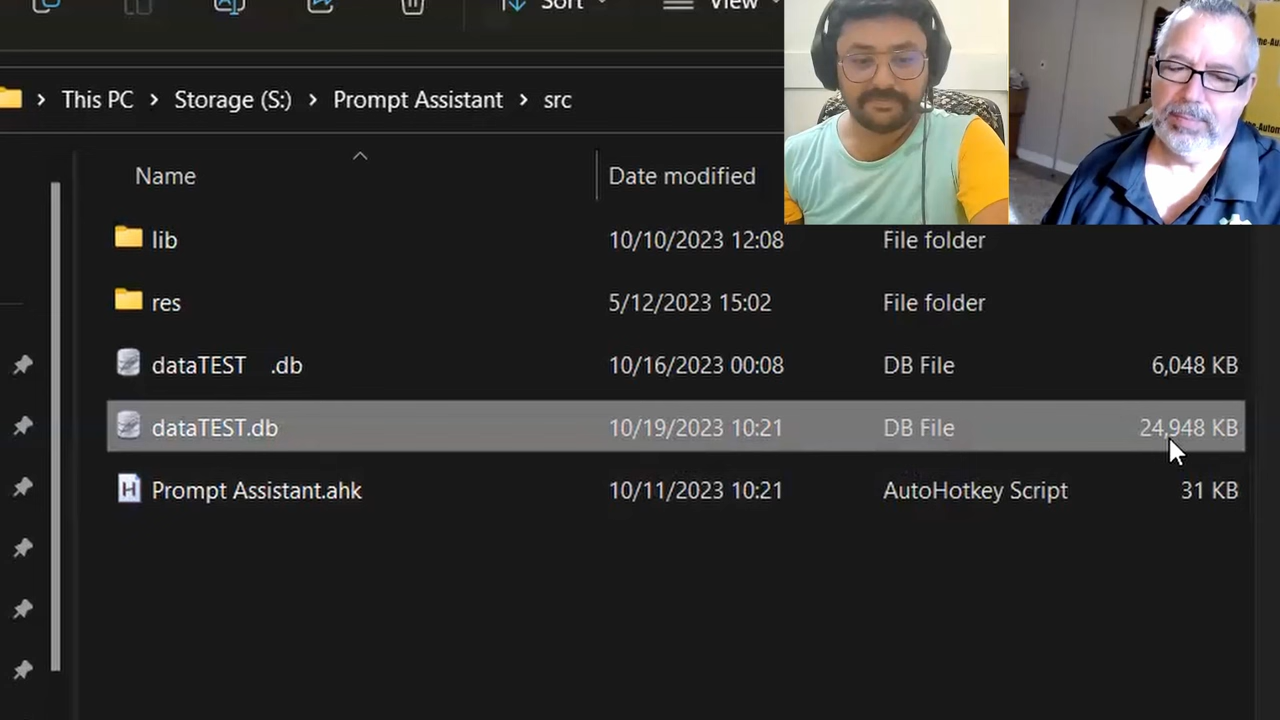 Sort
View
This PC > Storage (S:) > Prompt Assistant > src
Name Date modified
lib 10/10/2023 12:08 File folder
res 5/12/2023 15:02 File folder
dataTEST .db 10/16/2023 00:08 DB File 6,048 KB
dataTEST.db 10/19/2023 10:21 DB File 24,948 KB
Prompt Assistant.ahk 10/11/2023 10:21 AutoHotkey Script 31 KB